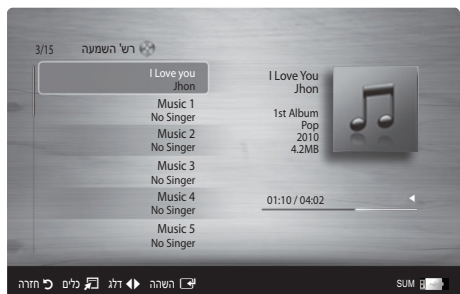 רש' השמעה 3/15
I Love you
Jhon
Music 1
No Singer
Music 2
No Singer
Music 3
No Singer
Music 4
No Singer
Music 5
No Singer
I Love You
Jhon
1st Album
Pop
2010
4.2MB
01:10 / 04:02
SUM
השהה דלג כלים חזרה